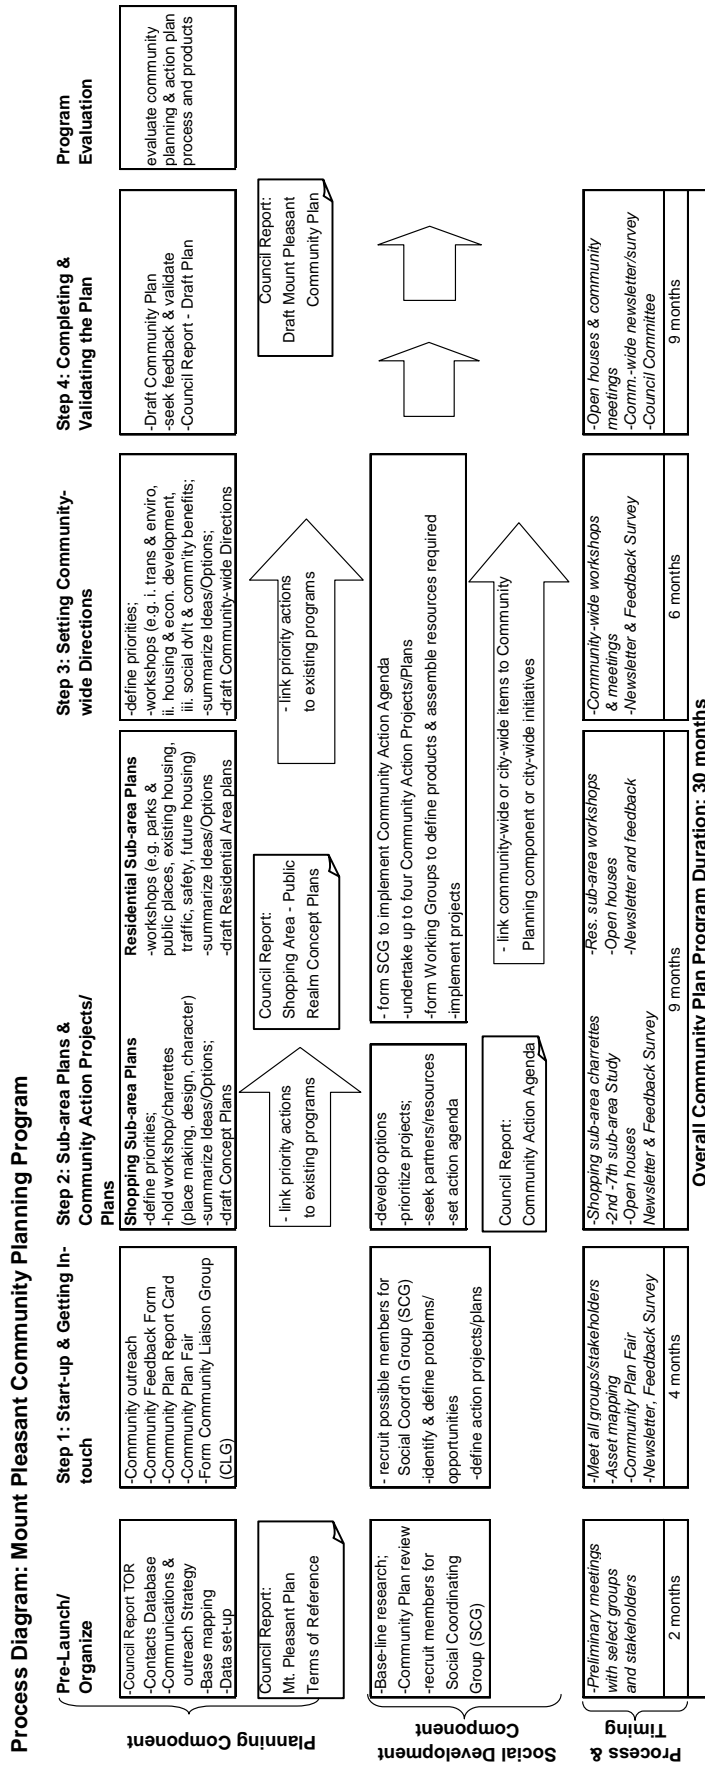 Process Diagram: Mount Pleasant Community Planning Program
Pre-Launch/
Organize
Step 1: Start-up & Getting In-
touch
Step 2: Sub-area Plans &
Community Action Projects/
Plans
Step 3: Setting Community-
wide Directions
Step 4: Completing &
Validating the Plan
Program
Evaluation
Planning Component
-Council Report TOR
-Contacts Database
-Communications &
outreach Strategy
-Base mapping
-Data set-up
-Community outreach
-Community Feedback Form
-Community Plan Report Card
-Community Plan Fair
-Form Community Liaison Group
(CLG)
Shopping Sub-area Plans
-define priorities;
-hold workshop/charrettes
(place making, design, character)
-summarize Ideas/Options;
-draft Concept Plans
Residential Sub-area Plans
-workshops (e.g. parks &
public places, existing housing,
traffic, safety, future housing)
-summarize Ideas/Options
-draft Residential Area plans
-define priorities;
-workshops (e.g. i. trans & enviro,
ii. housing & econ. development,
iii. social dv/t & comm'ity benefits;
-summarize Ideas/Options;
-draft Community-wide Directions
-Draft Community Plan
-seek feedback & validate
-Council Report - Draft Plan
evaluate community
planning & action plan
process and products
Council Report:
Mt. Pleasant Plan
Terms of Reference
- link priority actions
to existing programs
Council Report:
Shopping Area - Public
Realm Concept Plans
- link priority actions
to existing programs
Council Report:
Draft Mount Pleasant
Community Plan
Social Development
Component
-Base-line research;
-Community Plan review
-recruit members for
Social Coordinating
Group (SCG)
- recruit possible members for
Social Coord'n Group (SCG)
-identify & define problems/
opportunities
-define action projects/plans
-develop options
-prioritize projects;
-seek partners/resources
-set action agenda
- form SCG to implement Community Action Agenda
-undertake up to four Community Action Projects/Plans
-form Working Groups to define products & assemble resources required
-implement projects
Council Report:
Community Action Agenda
- link community-wide or city-wide items to Community
Planning component or city-wide initiatives
Process &
Timing
-Preliminary meetings
with select groups
and stakeholders
-Meet all groups/stakeholders
-Asset mapping
-Community Plan Fair
-Newsletter, Feedback Survey
-Shopping sub-area charrettes
-2nd -7th sub-area Study
-Open houses
Newsletter & Feedback Survey
-Res. sub-area workshops
-Open houses
-Newsletter and feedback
-Community-wide workshops
& meetings
-Newsletter & Feedback Survey
-Open houses & community
meetings
-Comm.-wide newsletter/survey
-Council Committee
2 months
4 months
9 months
6 months
9 months
Overall Community Plan Program Duration: 30 months